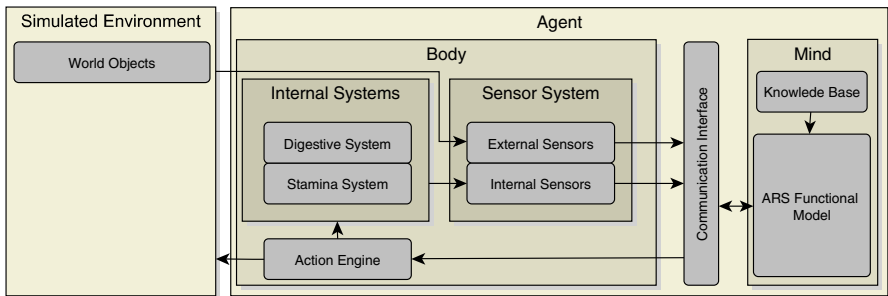 Simulated Environment
World Objects
Agent
Body
Internal Systems
Digestive System
Stamina System
Sensor System
External Sensors
Internal Sensors
Action Engine
Communication Interface
Mind
Knowlede Base
ARS Functional
Model